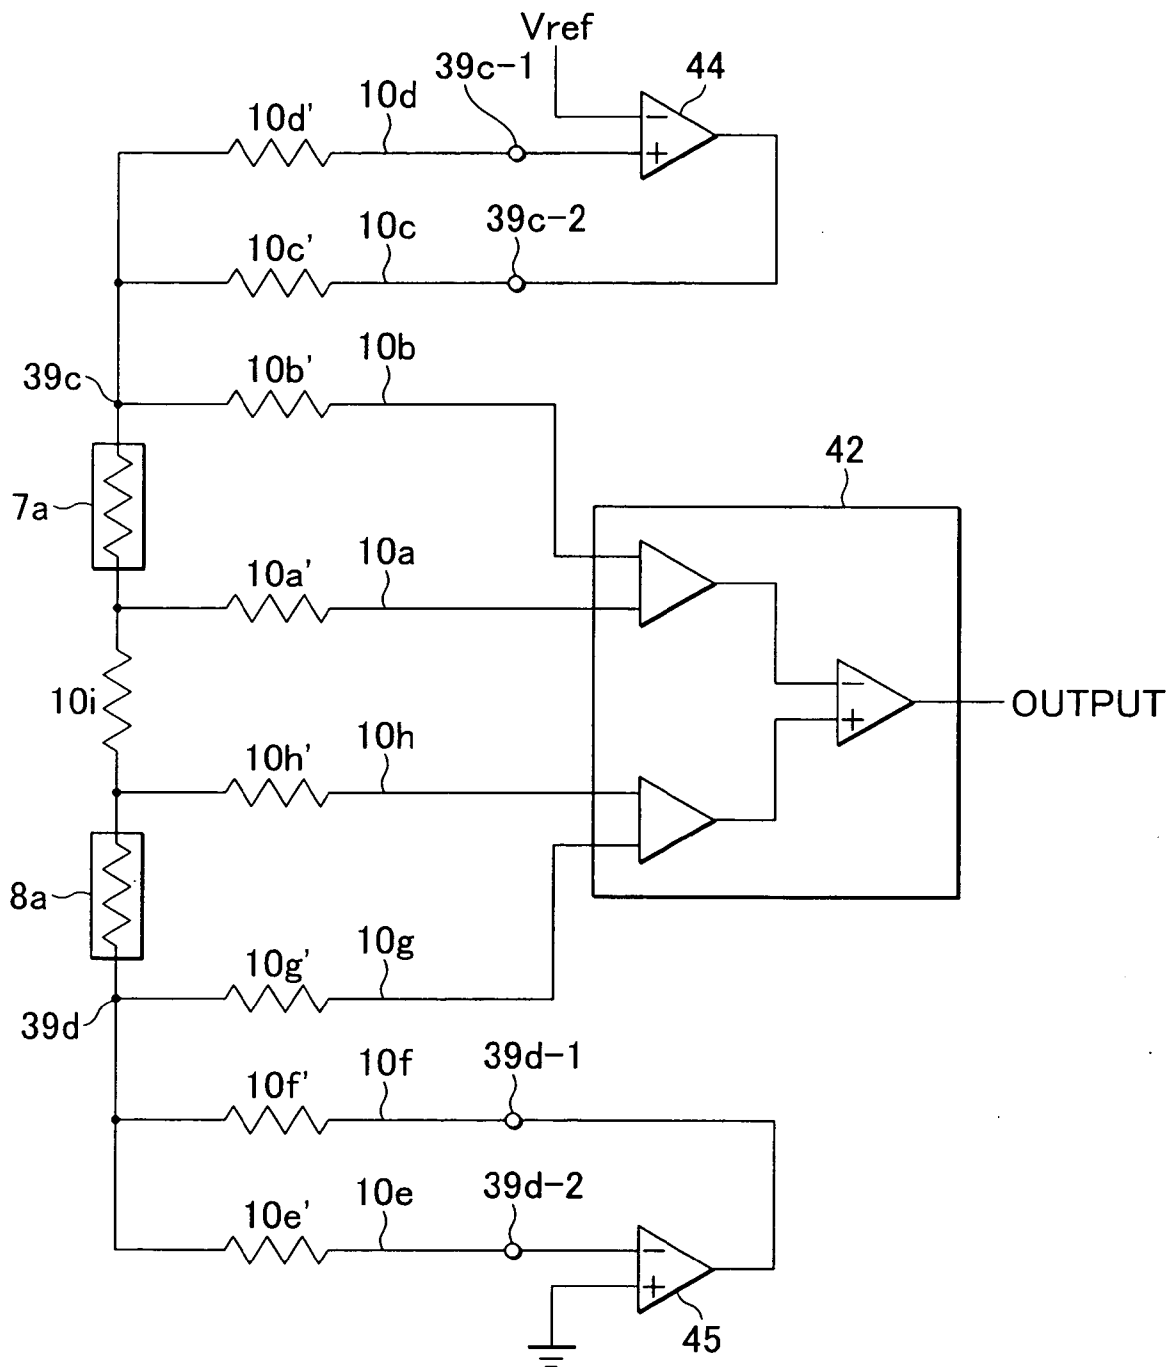 Vref
39c-1
44
10d'
10d
−
+
10c'
10c
39c-2
39c
10b'
10b
42
7a
10a'
10a
10i
−
+
OUTPUT
10h'
10h
8a
10g'
10g
39d
10f'
10f
39d-1
10e'
10e
39d-2
−
+
45